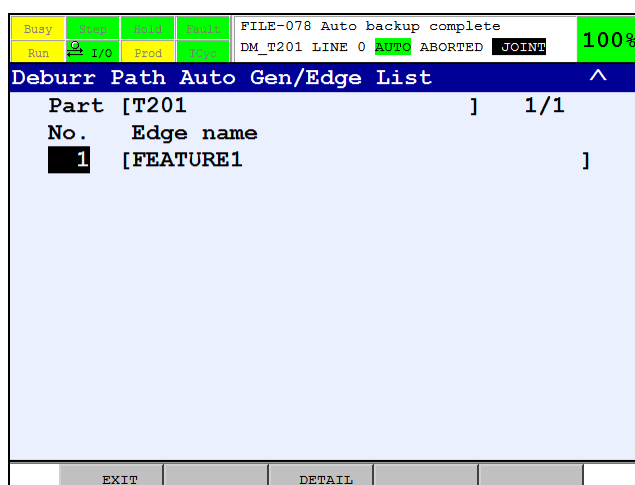 Busy Step Hold Fault FILE-078 Auto backup complete
Run I/O Prod TCyc DM_T201 LINE 0 AUTO ABORTED JOINT 100%
Deburr Path Auto Gen/Edge List ^
Part [T201 ] 1/1
No. Edge name
1 [FEATURE1 ]
EXIT DETAIL